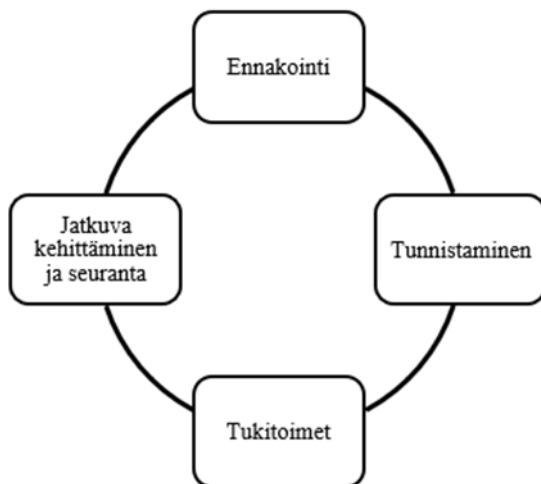 Ennakointi
Tunnistaminen
Tukitoimet
Jatkuva
kehittäminen
ja seuranta